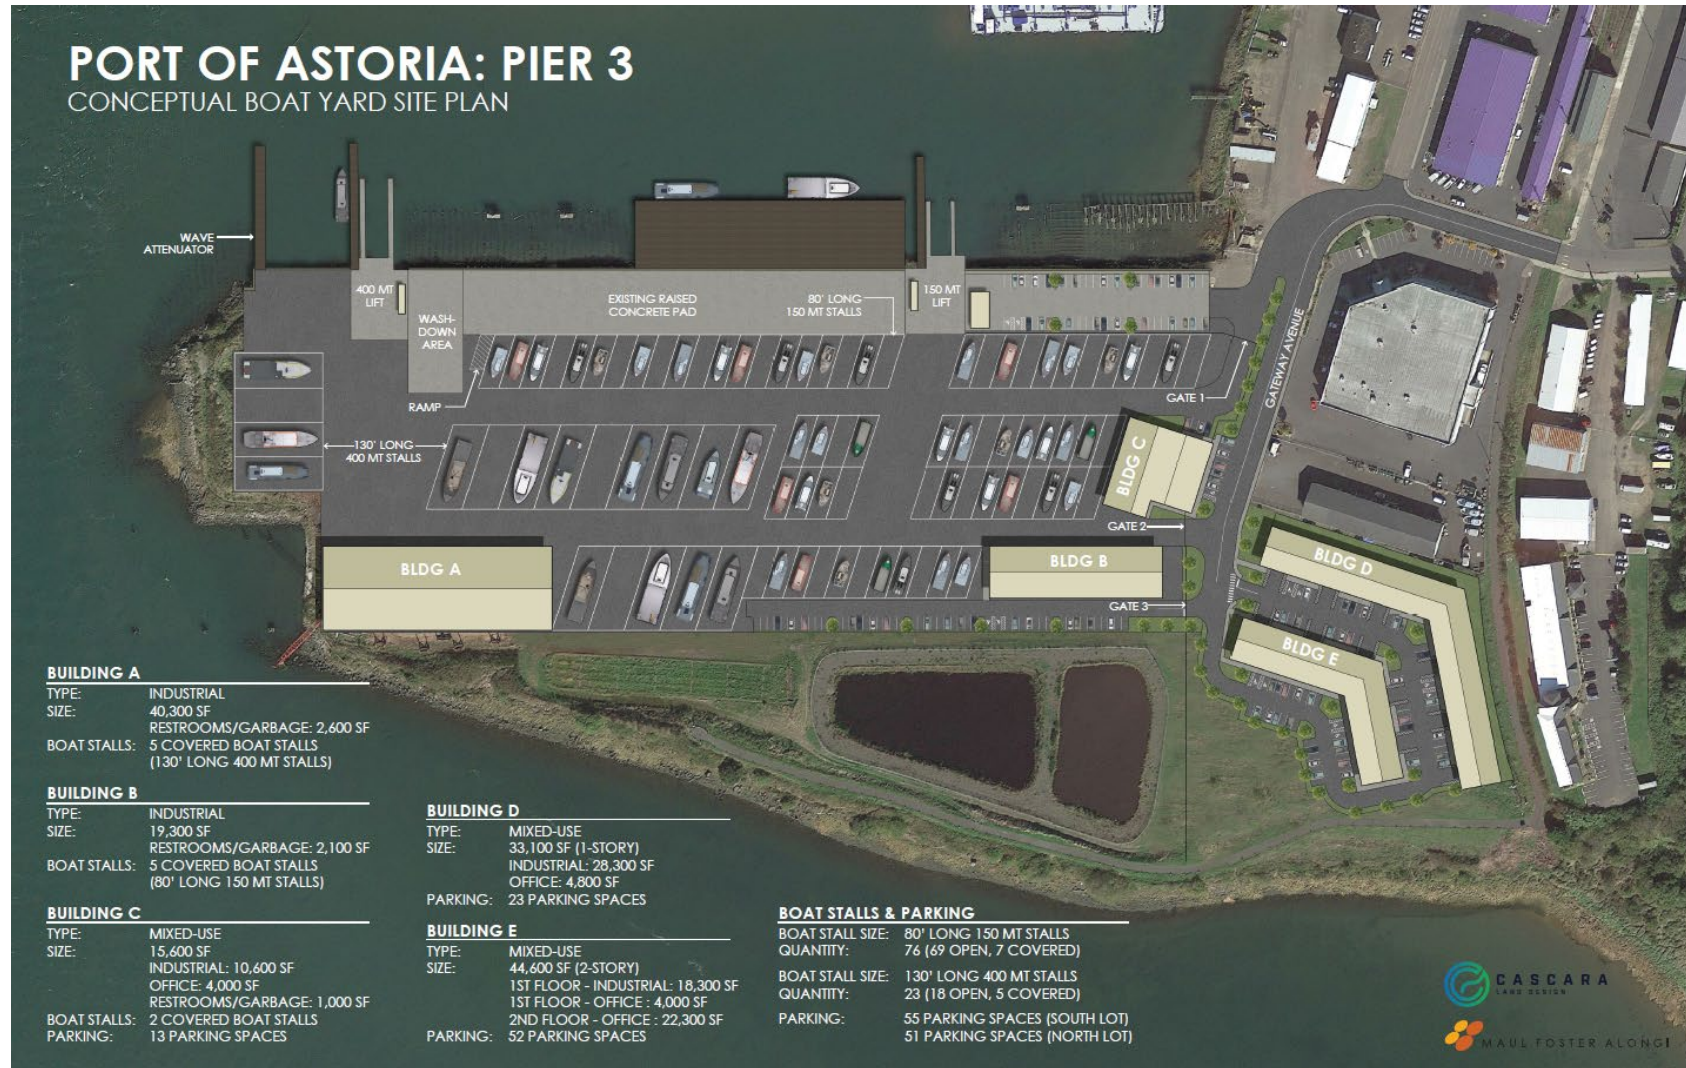 PORT OF ASTORIA: PIER 3
CONCEPTUAL BOAT YARD SITE PLAN
WAVE
ATTENUATOR
400 MT
LIFT
WASH-
DOWN
AREA
EXISTING RAISED
CONCRETE PAD
80' LONG
150 MT STALLS
150 MT
LIFT
RAMP
130' LONG
400 MT STALLS
GATE 1
GATEWAY AVENUE
BLDG C
GATE 2
BLDG A
BLDG B
GATE 3
BLDG D
BLDG E
BUILDING A
TYPE: INDUSTRIAL
SIZE: 40,300 SF
RESTROOMS/GARBAGE: 2,600 SF
BOAT STALLS: 5 COVERED BOAT STALLS
(130' LONG 400 MT STALLS)
BUILDING B
TYPE: INDUSTRIAL
SIZE: 19,300 SF
RESTROOMS/GARBAGE: 2,100 SF
BOAT STALLS: 5 COVERED BOAT STALLS
(80' LONG 150 MT STALLS)
BUILDING C
TYPE: MIXED-USE
SIZE: 15,600 SF
INDUSTRIAL: 10,600 SF
OFFICE: 4,000 SF
RESTROOMS/GARBAGE: 1,000 SF
BOAT STALLS: 2 COVERED BOAT STALLS
PARKING: 13 PARKING SPACES
BUILDING D
TYPE: MIXED-USE
SIZE: 33,100 SF (1-STORY)
INDUSTRIAL: 28,300 SF
OFFICE: 4,800 SF
PARKING: 23 PARKING SPACES
BUILDING E
TYPE: MIXED-USE
SIZE: 44,600 SF (2-STORY)
1ST FLOOR - INDUSTRIAL: 18,300 SF
1ST FLOOR - OFFICE : 4,000 SF
2ND FLOOR - OFFICE : 22,300 SF
PARKING: 52 PARKING SPACES
BOAT STALLS & PARKING
BOAT STALL SIZE: 80' LONG 150 MT STALLS
QUANTITY: 76 (69 OPEN, 7 COVERED)
BOAT STALL SIZE: 130' LONG 400 MT STALLS
QUANTITY: 23 (18 OPEN, 5 COVERED)
PARKING: 55 PARKING SPACES (SOUTH LOT)
51 PARKING SPACES (NORTH LOT)
CASCARA
LAND DESIGN
MAUL FOSTER ALONGI